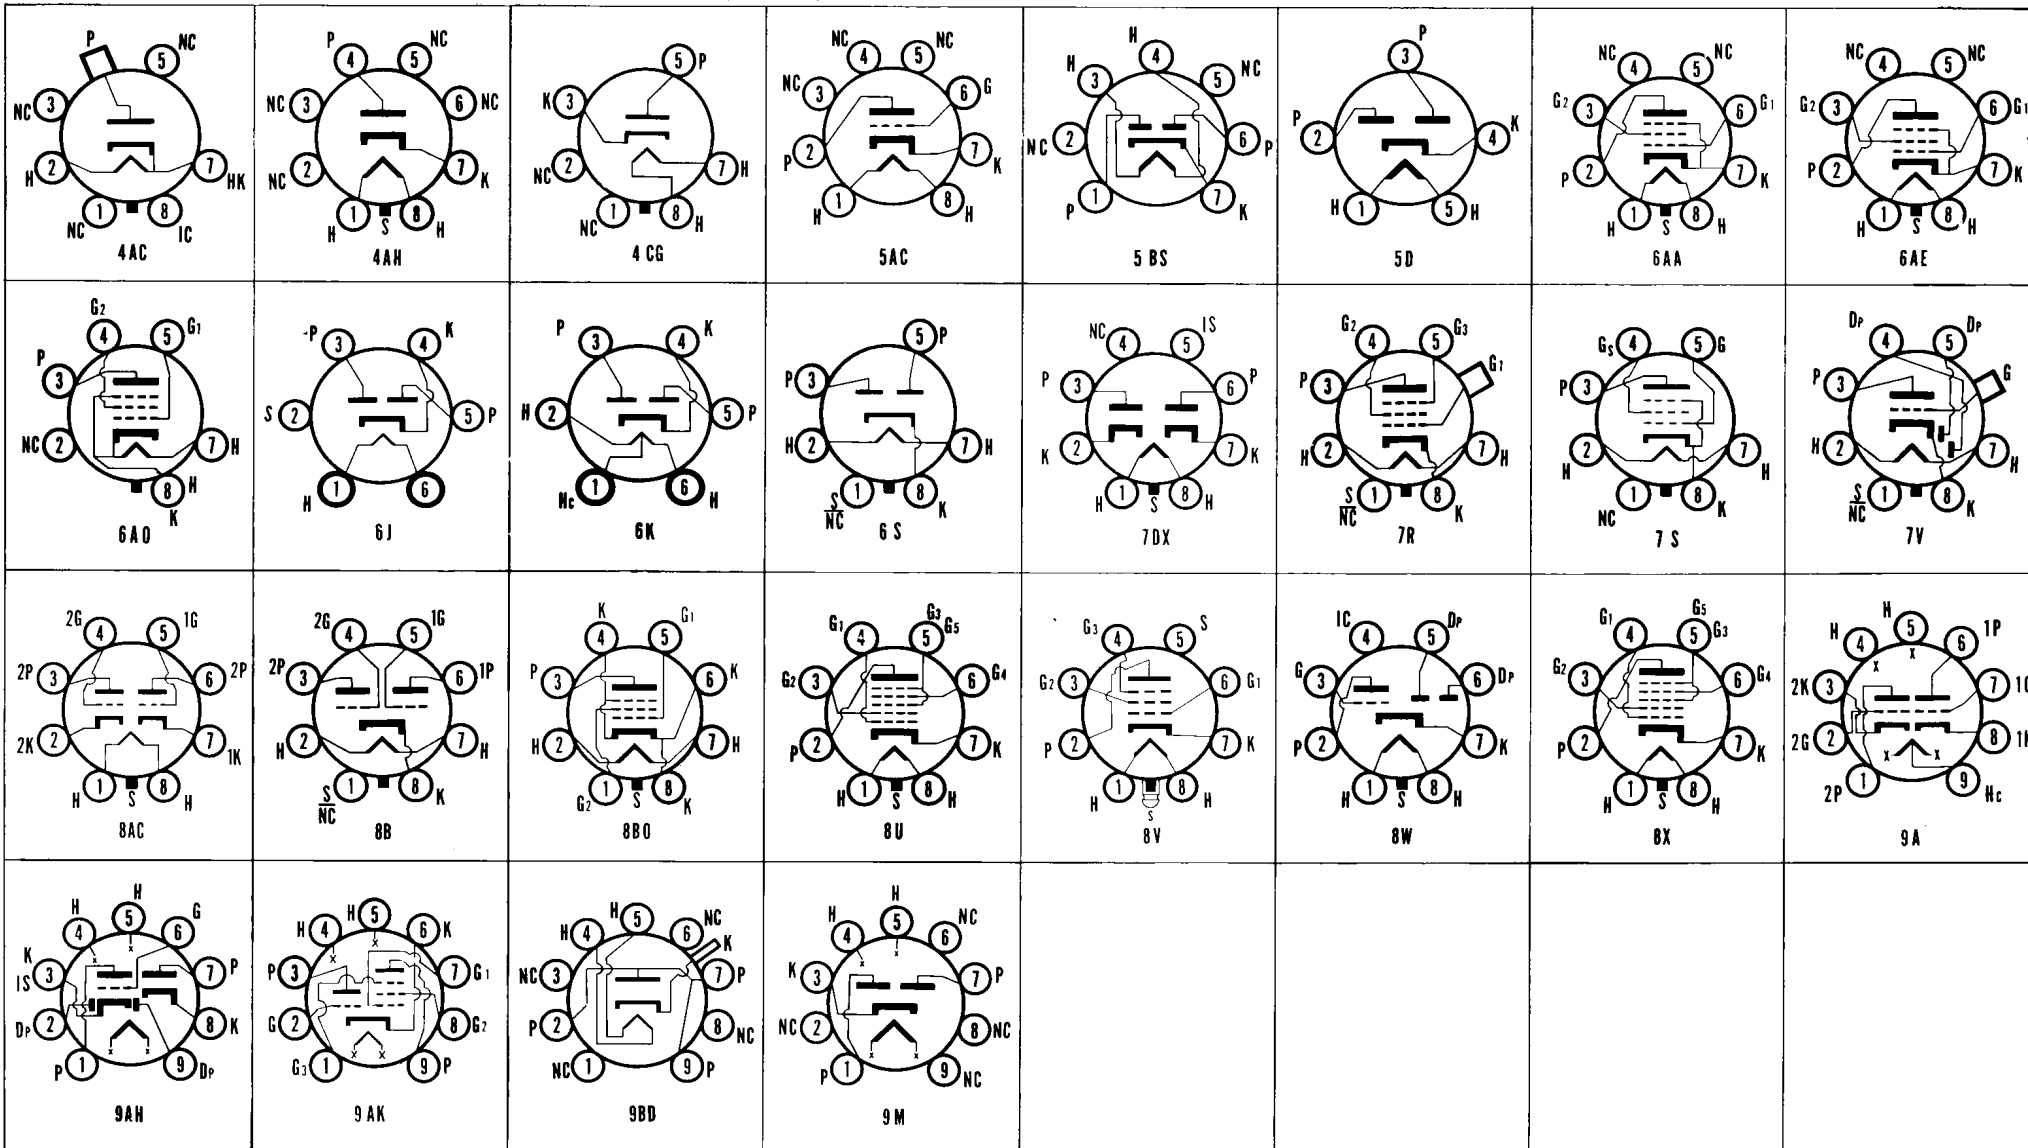 P 5 NC
NC 3
H 2 7 HK
NC 1 8 IC
4AC
P 4 5 NC
NC 3 6 NC
NC 2 7 K
H 1 S 8 H
4AH
5 P
K 3
NC 2 7 H
NC 1 8 H
4CG
NC 4 5 NC
NC 3 6 G
P 2 7 K
H 1 8 H
5AC
H 4
H 3 5 NC
NC 2 6 P
P 1 7 K
5BS
P
3
P 2 4 K
H 1 5 H
5D
NC 4 5 NC
G2 3 6 G1
P 2 7 K
H 1 S 8 H
6AA
NC 4 5 NC
G2 3 6 G1
P 2 7 K
H 1 S 8 H
6AE
G2 4 5 G1
P 3
NC 2 7 H
8 H
K
6AO
P 3 4 K
S 2 5 P
H 1 6
6J
P 3 4 K
H 2 5 P
Hc 1 6 H
6K
5 P
P 3
H 2 7 H
S/NC 1 8 K
6S
NC 4 5 IS
P 3 6 P
K 2 7 K
H 1 S 8 H
7DX
G2 4 5 G3
P 3 G1
H 2 7 H
S/NC 1 8 K
7R
Gs 4 5 G
P 3
H 2 7 H
NC 1 8 K
7S
DP 4 5 DP
P 3 G
H 2 7 H
S/NC 1 8 K
7V
2G 4 5 1G
2P 3 6 2P
2K 2 7 1K
H 1 S 8 H
8AC
2G 4 5 1G
2P 3 6 1P
H 2 7 H
S/NC 1 8 K
8B
K 4 5 G1
P 3 6 K
H 2 7 H
G2 1 S 8 K
8BO
G1 4 5 G3 G5
G2 3 6 G4
P 2 7 K
H 1 S 8 H
8U
G3 4 5 S
G2 3 6 G1
P 2 7 K
H 1 S 8 H
8V
IC 4 5 DP
G 3 6 DP
P 2 7 K
H 1 S 8 H
8W
G1 4 5 G5 G3
G2 3 6 G4
P 2 7 K
H 1 S 8 H
8X
H 4 H 5 6 1P
2K 3 x x 7
2G 2 x x 8
2P 1 9 Hc
9A
H 4 H 5 6 G
K IS 3 x x 7 P
DP 2 8 K
P 1 x x 9 DP
9AH
H 4 H 5 6 K
P 3 x x 7 G1
G 2 8 G2
G3 1 x x 9 P
9AK
H 4 H 5 6 NC
K
NC 3 7 P
P 2 8 NC
NC 1 9 P
9BD
H 4 H 5 6 NC
K 3 x x 7 P
NC 2 8 NC
P 1 x x 9 NC
9M